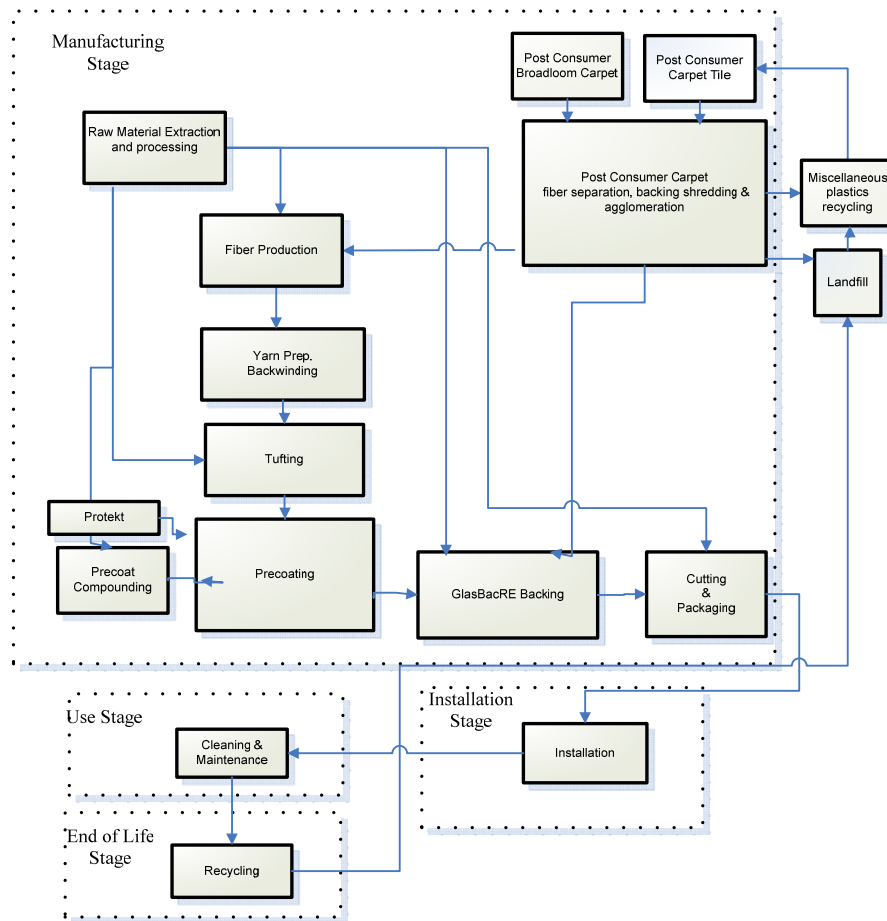 Manufacturing
Stage
Post Consumer
Broadloom Carpet
Post Consumer
Carpet Tile
Raw Material Extraction
and processing
Post Consumer Carpet
fiber separation, backing shredding &
agglomeration
Miscellaneous
plastics
recycling
Fiber Production
Landfill
Yarn Prep,
Backwinding
Tufting
Protekt
Precoating
Precoat
Compounding
GlasBacRE Backing
Cutting
&
Packaging
Use Stage
Installation
Stage
Cleaning &
Maintenance
Installation
End of Life
Stage
Recycling